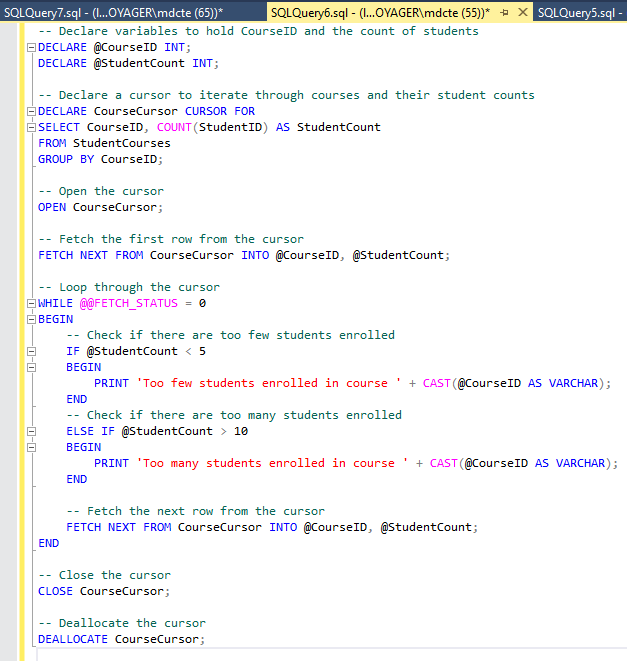 SQLQuery7.sql - (l...OYAGER\mdcte (65))*
SQLQuery6.sql - (l...OYAGER\mdcte (55))*
SQLQuery5.sql -
-- Declare variables to hold CourseID and the count of students
DECLARE @CourseID INT;
DECLARE @StudentCount INT;
-- Declare a cursor to iterate through courses and their student counts
DECLARE CourseCursor CURSOR FOR
SELECT CourseID, COUNT(StudentID) AS StudentCount
FROM StudentCourses
GROUP BY CourseID;
-- Open the cursor
OPEN CourseCursor;
-- Fetch the first row from the cursor
FETCH NEXT FROM CourseCursor INTO @CourseID, @StudentCount;
-- Loop through the cursor
WHILE @@FETCH_STATUS = 0
BEGIN
-- Check if there are too few students enrolled
IF @StudentCount < 5
BEGIN
PRINT 'Too few students enrolled in course ' + CAST(@CourseID AS VARCHAR);
END
-- Check if there are too many students enrolled
ELSE IF @StudentCount > 10
BEGIN
PRINT 'Too many students enrolled in course ' + CAST(@CourseID AS VARCHAR);
END
-- Fetch the next row from the cursor
FETCH NEXT FROM CourseCursor INTO @CourseID, @StudentCount;
END
-- Close the cursor
CLOSE CourseCursor;
-- Deallocate the cursor
DEALLOCATE CourseCursor;